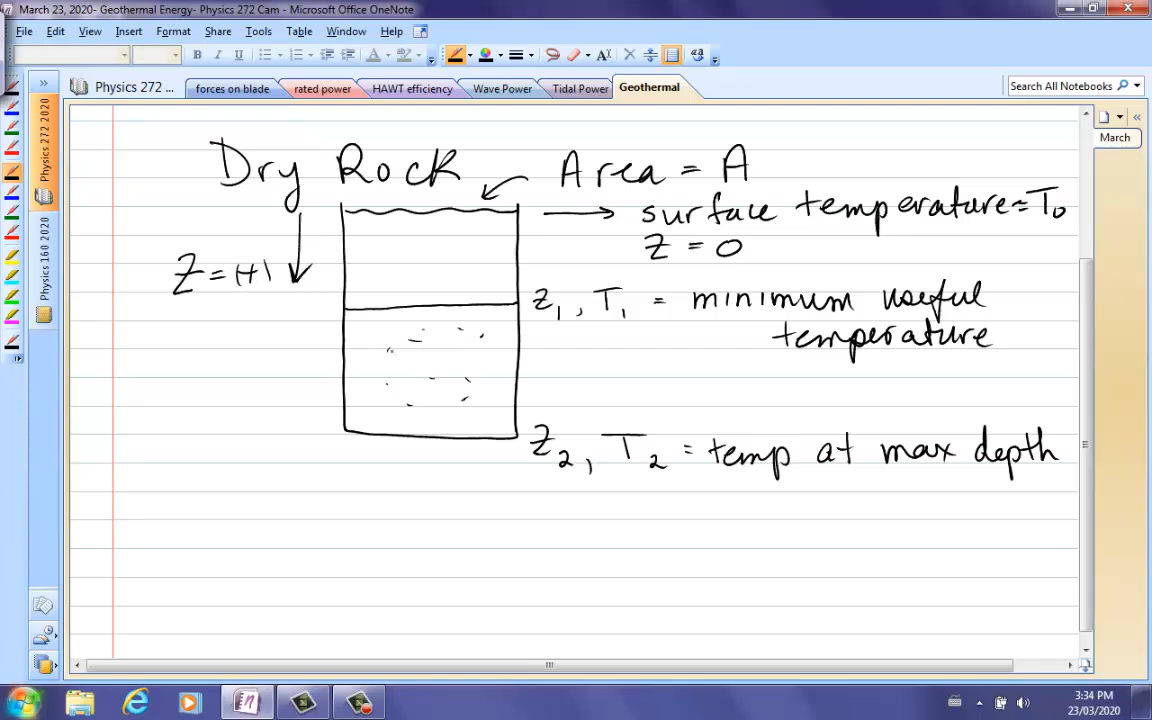 March 23, 2020- Geothermal Energy- Physics 272 Cam - Microsoft Office OneNote
File Edit View Insert Format Share Tools Table Window Help
Physics 272 ... forces on blade rated power HAWT efficiency Wave Power Tidal Power Geothermal
Search All Notebooks
March
Physics 272 2020
Physics 160 2020
Dry Rock Area = A
surface temperature = T0
Z = 0
Z = (+)
Z1, T1 = minimum useful
temperature
Z2, T2 = temp at max depth
3:34 PM
23/03/2020